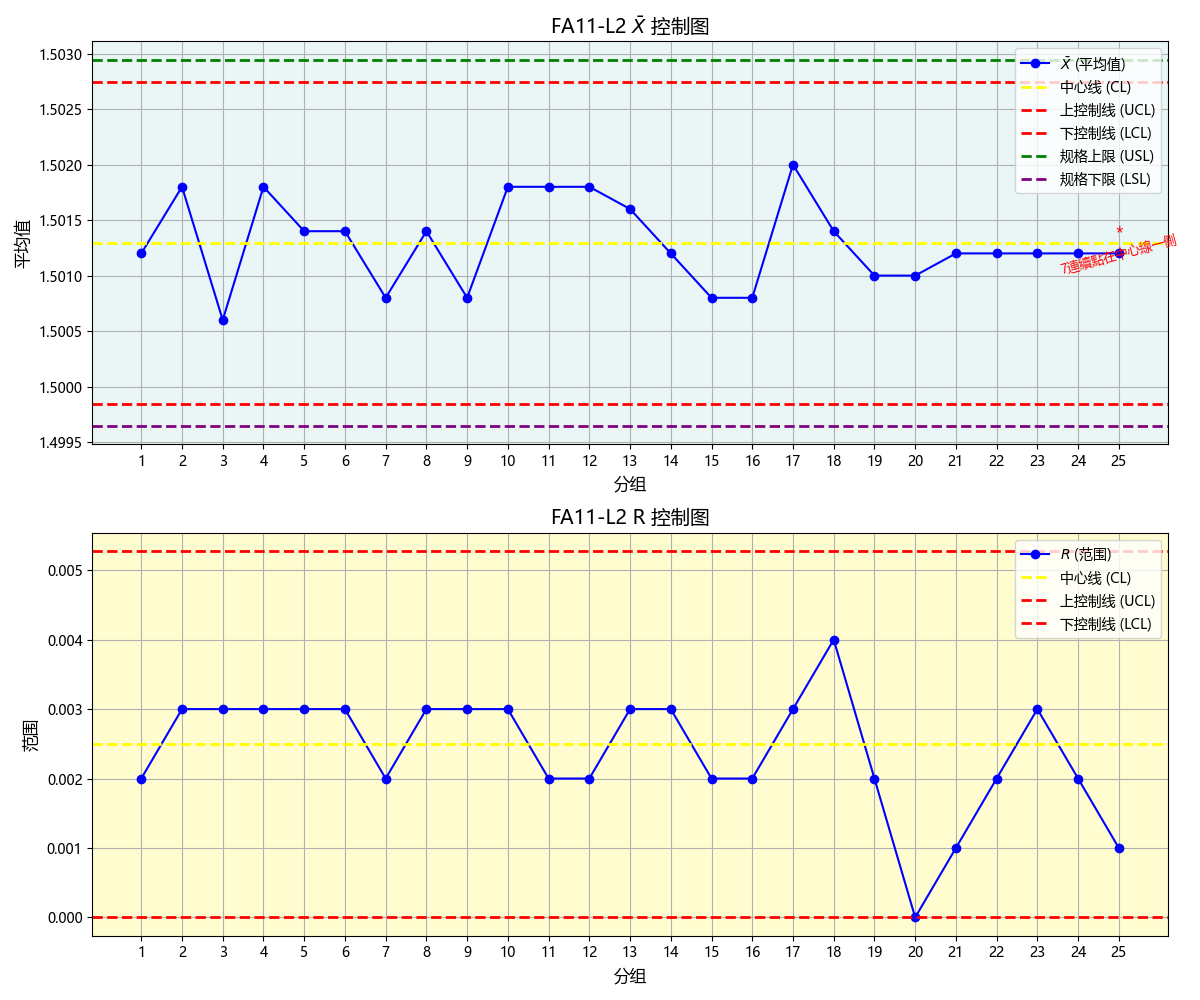 FA11-L2 X̄ 控制图
1.5030
1.5025
1.5020
1.5015
1.5010
1.5005
1.5000
1.4995
平均值
X̄ (平均值)
中心线 (CL)
上控制线 (UCL)
下控制线 (LCL)
规格上限 (USL)
规格下限 (LSL)
*
7連續點在中心線一側
1 2 3 4 5 6 7 8 9 10 11 12 13 14 15 16 17 18 19 20 21 22 23 24 25
分组
FA11-L2 R 控制图
0.005
0.004
0.003
0.002
0.001
0.000
范围
R (范围)
中心线 (CL)
上控制线 (UCL)
下控制线 (LCL)
1 2 3 4 5 6 7 8 9 10 11 12 13 14 15 16 17 18 19 20 21 22 23 24 25
分组